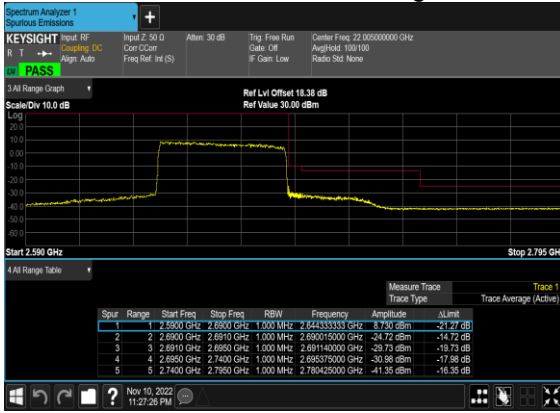 Spectrum Analyzer 1
Spurious Emissions
+
KEYSIGHT Input: RF Input Z: 50 Ω Atten: 30 dB Trig: Free Run Center Freq: 22.005000000 GHz
R T Coupling: DC Corr CCorr Gate: Off Avg|Hold: 100/100
Align: Auto Freq Ref: Int (S) IF Gain: Low Radio Std: None
PASS
3 All Range Graph
Ref Lvl Offset 18.38 dB
Scale/Div 10.0 dB Ref Value 30.00 dBm
Log
20.0
10.0
0.00
-10.0
-20.0
-30.0
-40.0
-50.0
-60.0
Start 2.590 GHz Stop 2.795 GHz
4 All Range Table
Measure Trace Trace 1
Trace Type Trace Average (Active)
Spur Range Start Freq Stop Freq RBW Frequency Amplitude ΔLimit
1 1 2.5900 GHz 2.6900 GHz 1.000 MHz 2.644333333 GHz 8.730 dBm -21.27 dB
2 2 2.6900 GHz 2.6910 GHz 1.000 MHz 2.690015000 GHz -24.72 dBm -14.72 dB
3 3 2.6910 GHz 2.6950 GHz 1.000 MHz 2.691140000 GHz -29.73 dBm -19.73 dB
4 4 2.6950 GHz 2.7400 GHz 1.000 MHz 2.695375000 GHz -30.98 dBm -17.98 dB
5 5 2.7400 GHz 2.7950 GHz 1.000 MHz 2.780425000 GHz -41.35 dBm -16.35 dB
? Nov 10, 2022
11:27:26 PM